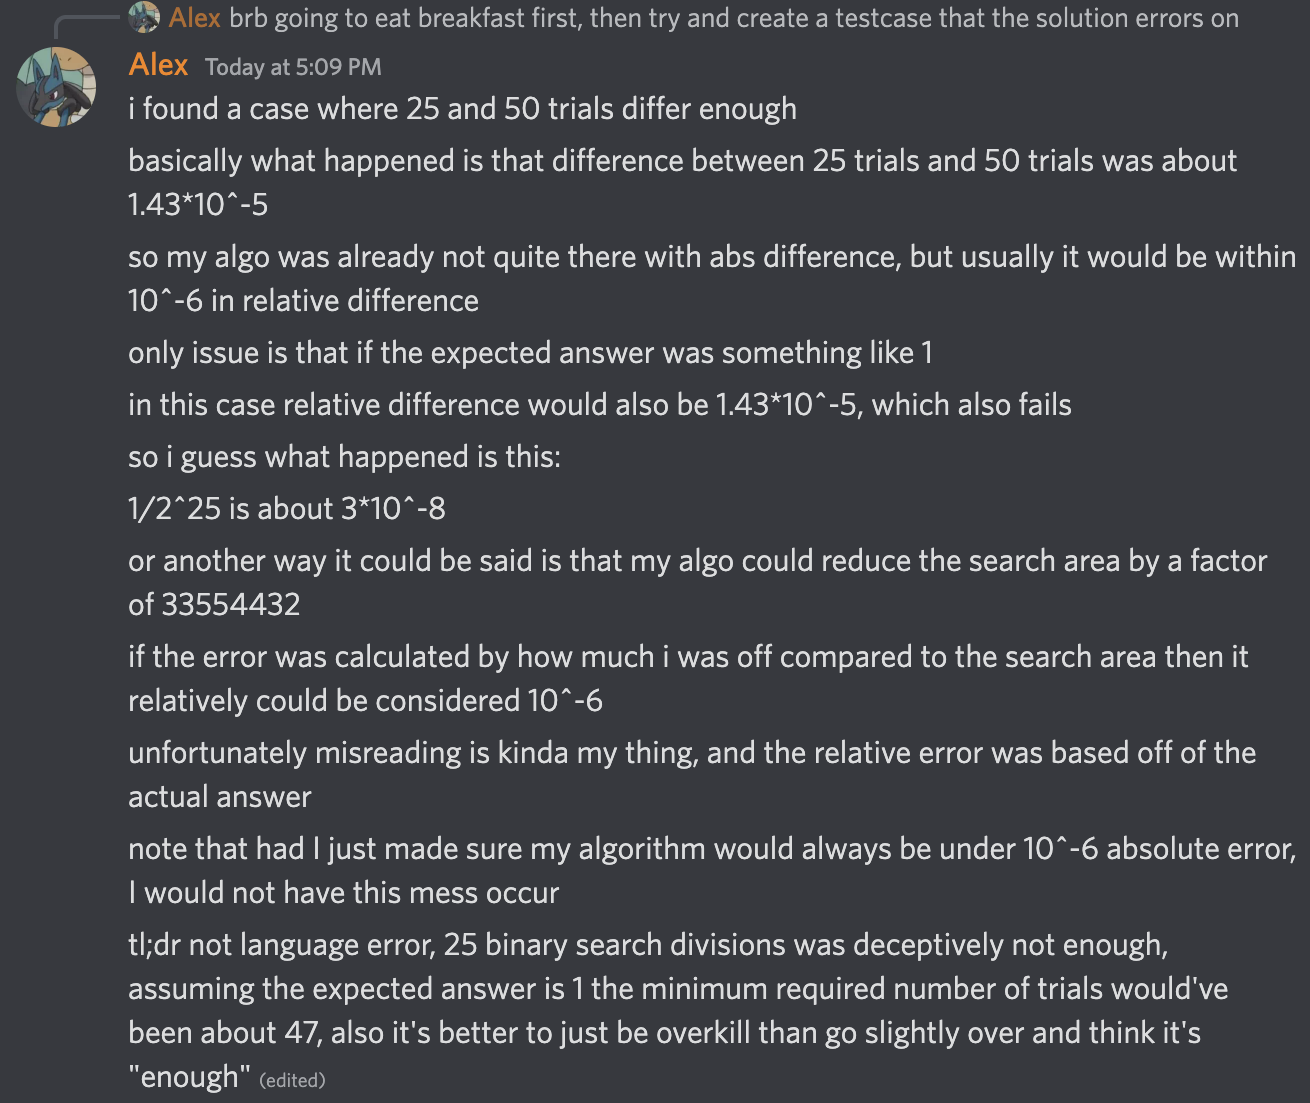 Alex brb going to eat breakfast first, then try and create a testcase that the solution errors on
Alex Today at 5:09 PM
i found a case where 25 and 50 trials differ enough
basically what happened is that difference between 25 trials and 50 trials was about
1.43*10^-5
so my algo was already not quite there with abs difference, but usually it would be within
10^-6 in relative difference
only issue is that if the expected answer was something like 1
in this case relative difference would also be 1.43*10^-5, which also fails
so i guess what happened is this:
1/2^25 is about 3*10^-8
or another way it could be said is that my algo could reduce the search area by a factor
of 33554432
if the error was calculated by how much i was off compared to the search area then it
relatively could be considered 10^-6
unfortunately misreading is kinda my thing, and the relative error was based off of the
actual answer
note that had I just made sure my algorithm would always be under 10^-6 absolute error,
I would not have this mess occur
tl;dr not language error, 25 binary search divisions was deceptively not enough,
assuming the expected answer is 1 the minimum required number of trials would've
been about 47, also it's better to just be overkill than go slightly over and think it's
"enough" (edited)